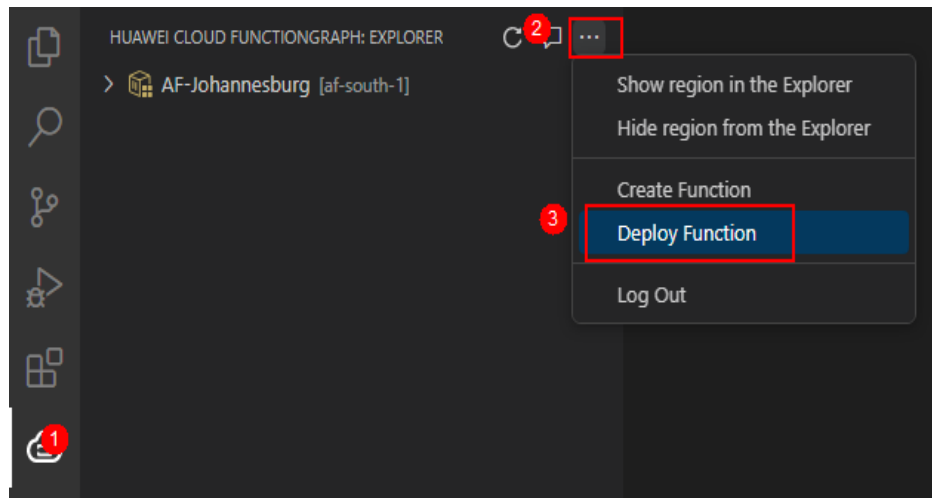 HUAWEI CLOUD FUNCTIONGRAPH: EXPLORER
2
...
AF-Johannesburg [af-south-1]
Show region in the Explorer
Hide region from the Explorer
Create Function
3
Deploy Function
Log Out
1